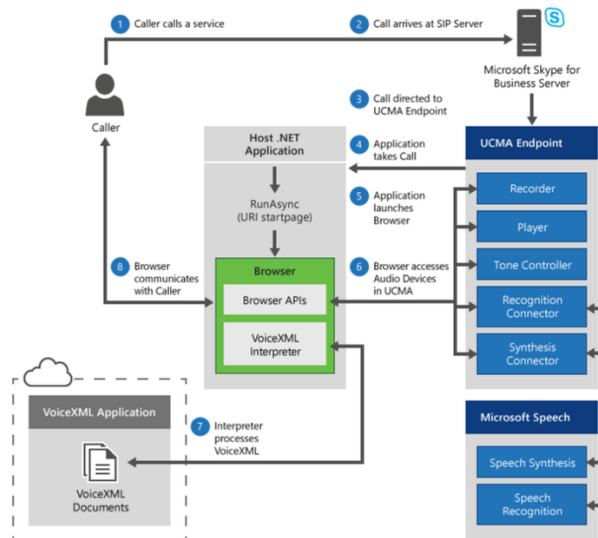 1 Caller calls a service
2 Call arrives at SIP Server
S
Microsoft Skype for
Business Server
Caller
3 Call directed to
UCMA Endpoint
Host .NET
Application
4 Application
takes Call
UCMA Endpoint
RunAsync
(URI startpage)
5 Application
launches
Browser
Recorder
Player
8 Browser
communicates
with Caller
Browser
Browser APIs
VoiceXML
Interpreter
6 Browser accesses
Audio Devices
in UCMA
Tone Controller
Recognition
Connector
Synthesis
Connector
VoiceXML Application
VoiceXML
Documents
7 Interpreter
processes
VoiceXML
Microsoft Speech
Speech Synthesis
Speech
Recognition